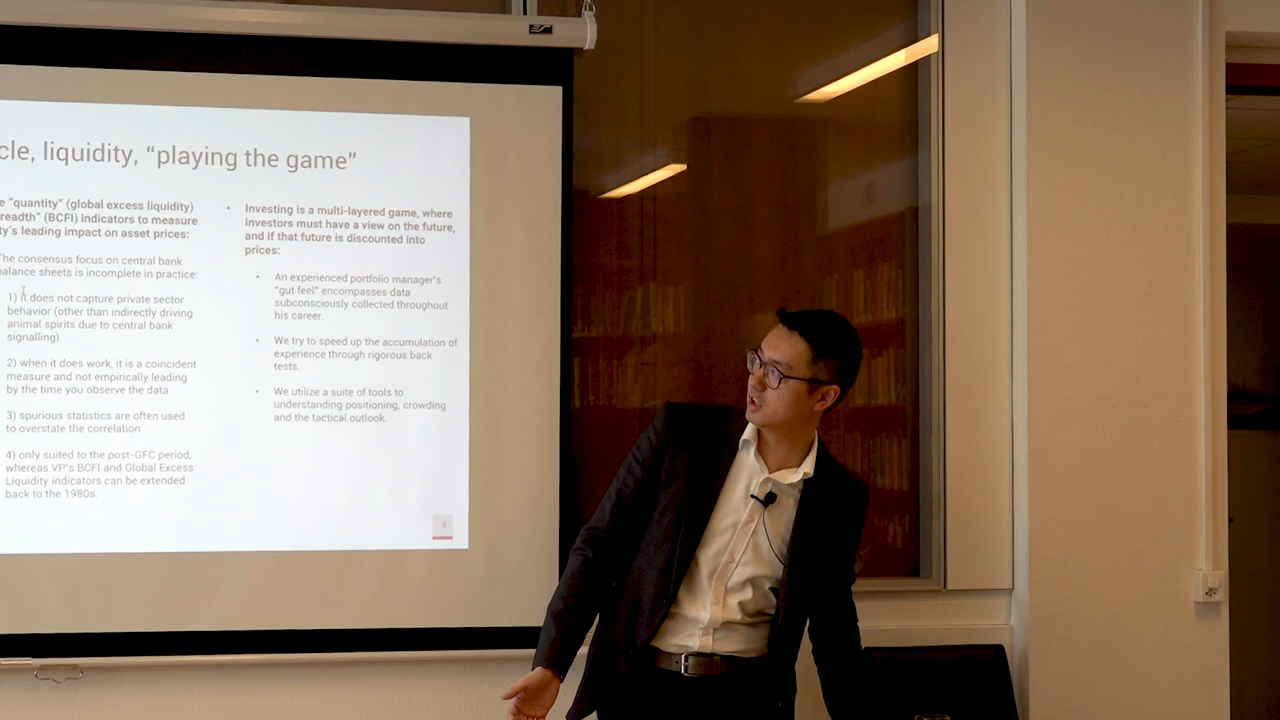 cle, liquidity, “playing the game”
e “quantity” (global excess liquidity)
readth” (BCFI) indicators to measure
ty’s leading impact on asset prices:
The consensus focus on central bank
balance sheets is incomplete in practice:
1) it does not capture private sector
behavior (other than indirectly driving
animal spirits due to central bank
signalling)
2) when it does work, it is a coincident
measure and not empirically leading
by the time you observe the data
3) spurious statistics are often used
to overstate the correlation
4) only suited to the post-GFC period,
whereas VP’s BCFI and Global Excess
Liquidity indicators can be extended
back to the 1980s.
• Investing is a multi-layered game, where
investors must have a view on the future,
and if that future is discounted into
prices:
• An experienced portfolio manager’s
“gut feel” encompasses data
subconsciously collected throughout
his career.
• We try to speed up the accumulation of
experience through rigorous back
tests.
• We utilize a suite of tools to
understanding positioning, crowding
and the tactical outlook.
4